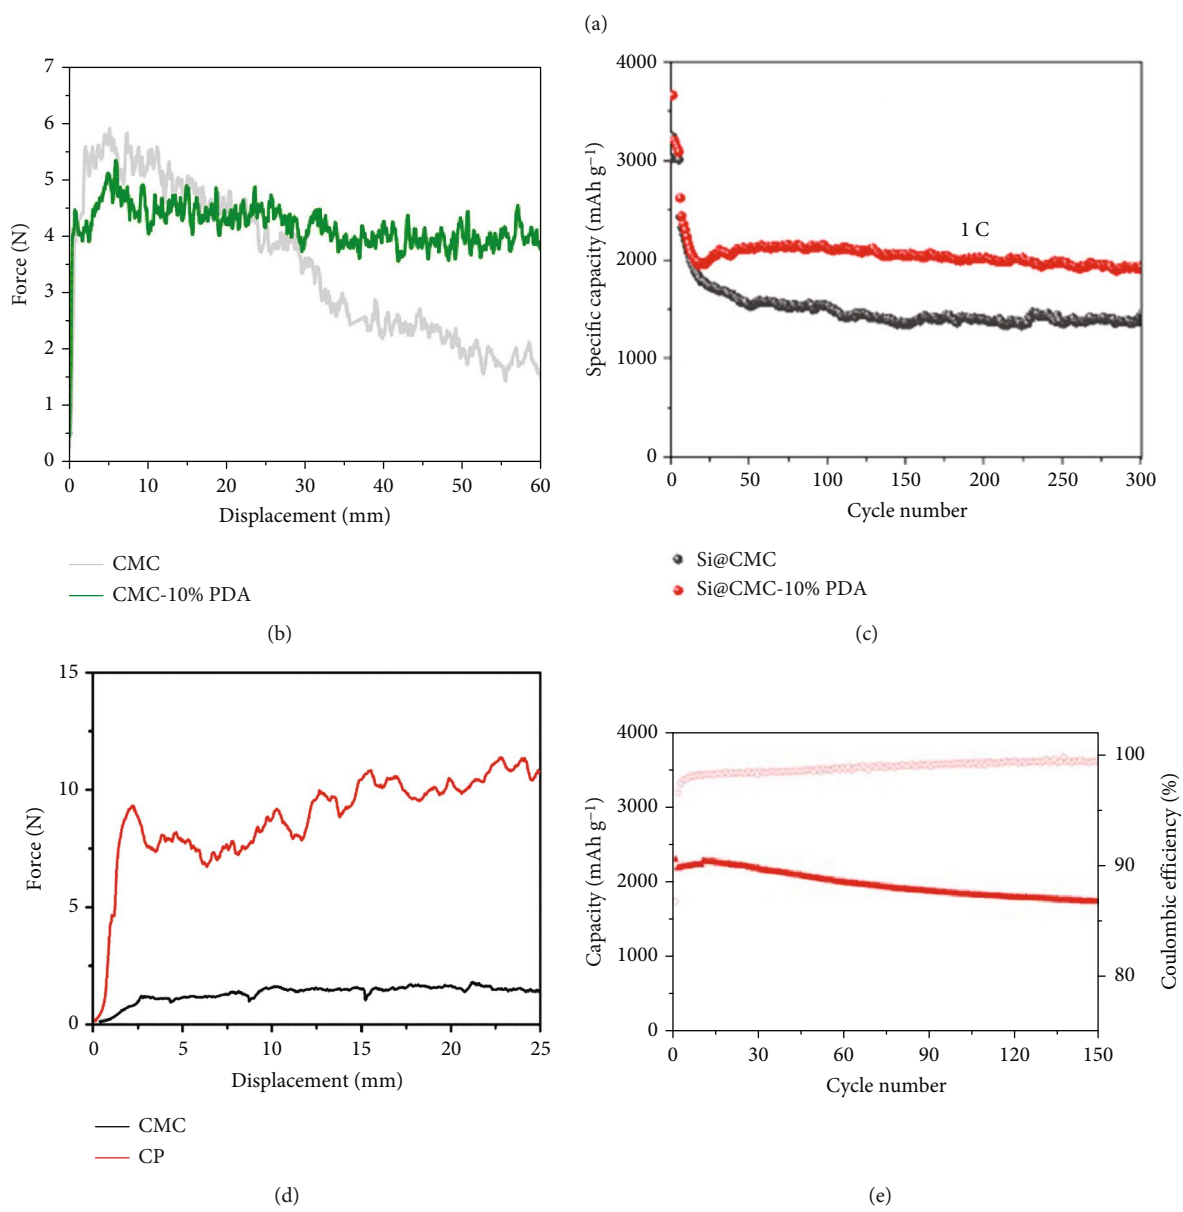 (a)
7
6
5
4
3
2
1
0
Force (N)
0 10 20 30 40 50 60
Displacement (mm)
CMC
CMC-10% PDA
(b)
4000
3000
2000
1000
0
Specific capacity (mAh g⁻¹)
1 C
0 50 100 150 200 250 300
Cycle number
Si@CMC
Si@CMC-10% PDA
(c)
15
10
5
0
Force (N)
0 5 10 15 20 25
Displacement (mm)
CMC
CP
(d)
4000
3000
2000
1000
0
Capacity (mAh g⁻¹)
100
90
80
Coulombic efficiency (%)
0 30 60 90 120 150
Cycle number
(e)